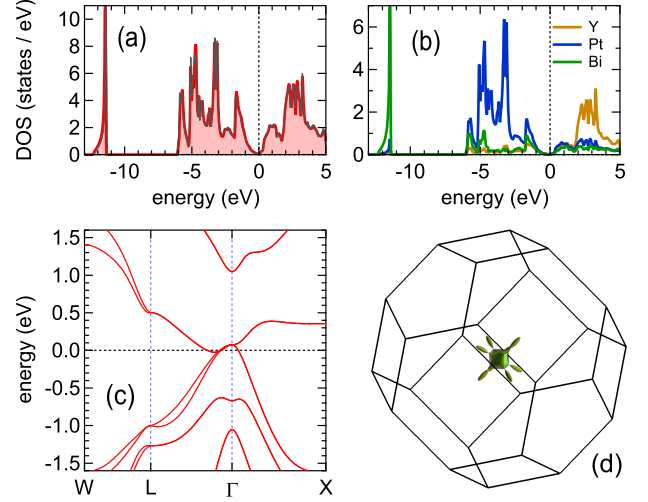 10
8
6
4
2
0
DOS (states / eV)
(a)
-10
-5
0
5
energy (eV)
6
4
2
0
(b)
Y
Pt
Bi
-10
-5
0
5
energy (eV)
1.5
1.0
0.5
0.0
-0.5
-1.0
-1.5
energy (eV)
(c)
W
L
Γ
X
(d)